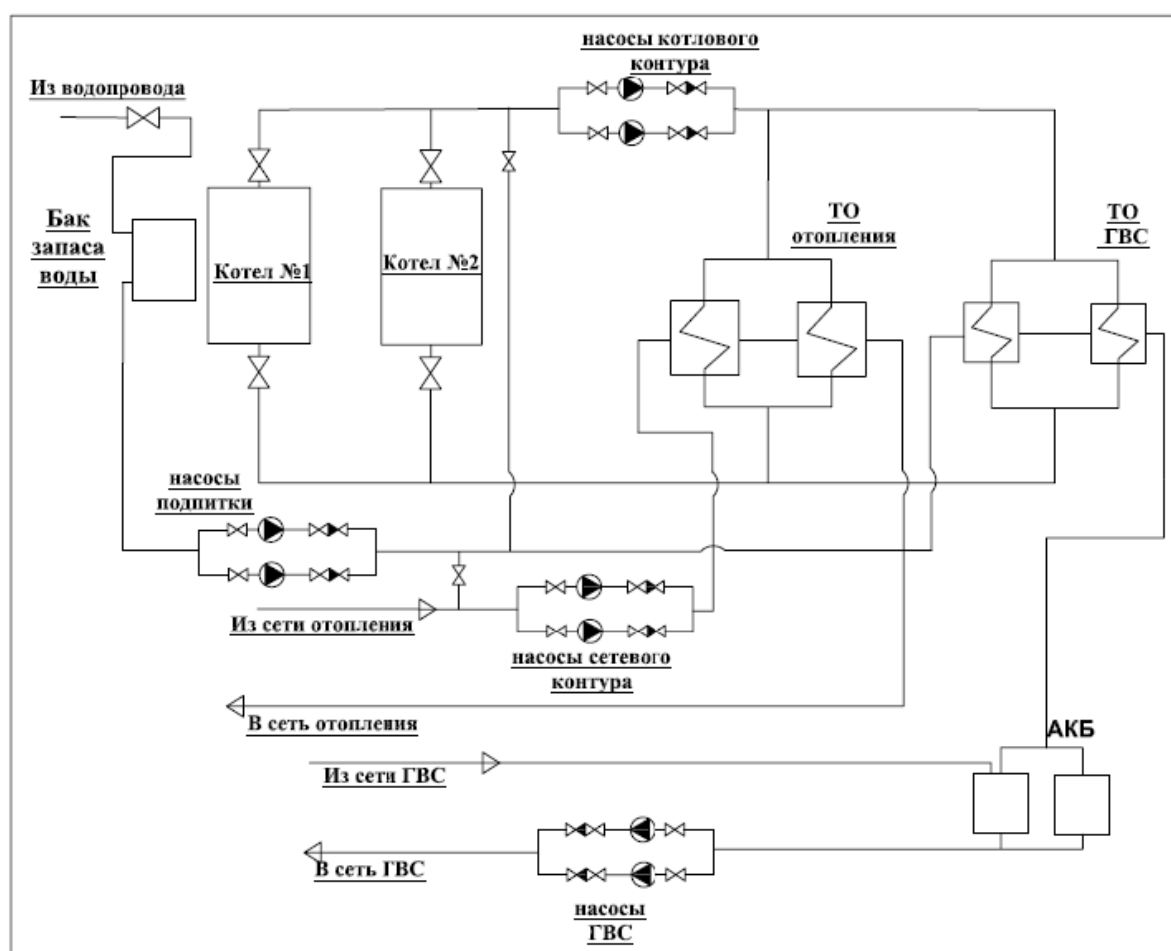 насосы котлового
контура
Из водопровода
Бак
запаса
воды
Котел №1
Котел №2
ТО
отопления
ТО
ГВС
насосы
подпитки
Из сети отопления
насосы сетевого
контура
В сеть отопления
АКБ
Из сети ГВС
В сеть ГВС
насосы
ГВС